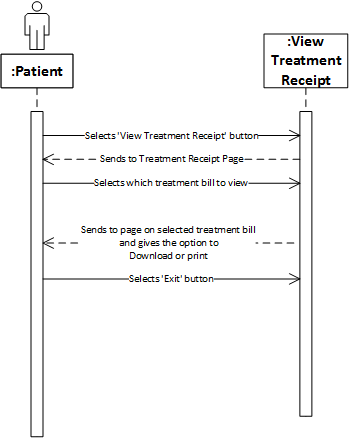 :Patient
:View
Treatment
Receipt
Selects 'View Treatment Receipt' button
Sends to Treatment Receipt Page
Selects which treatment bill to view
Sends to page on selected treatment bill
and gives the option to
Download or print
Selects 'Exit' button